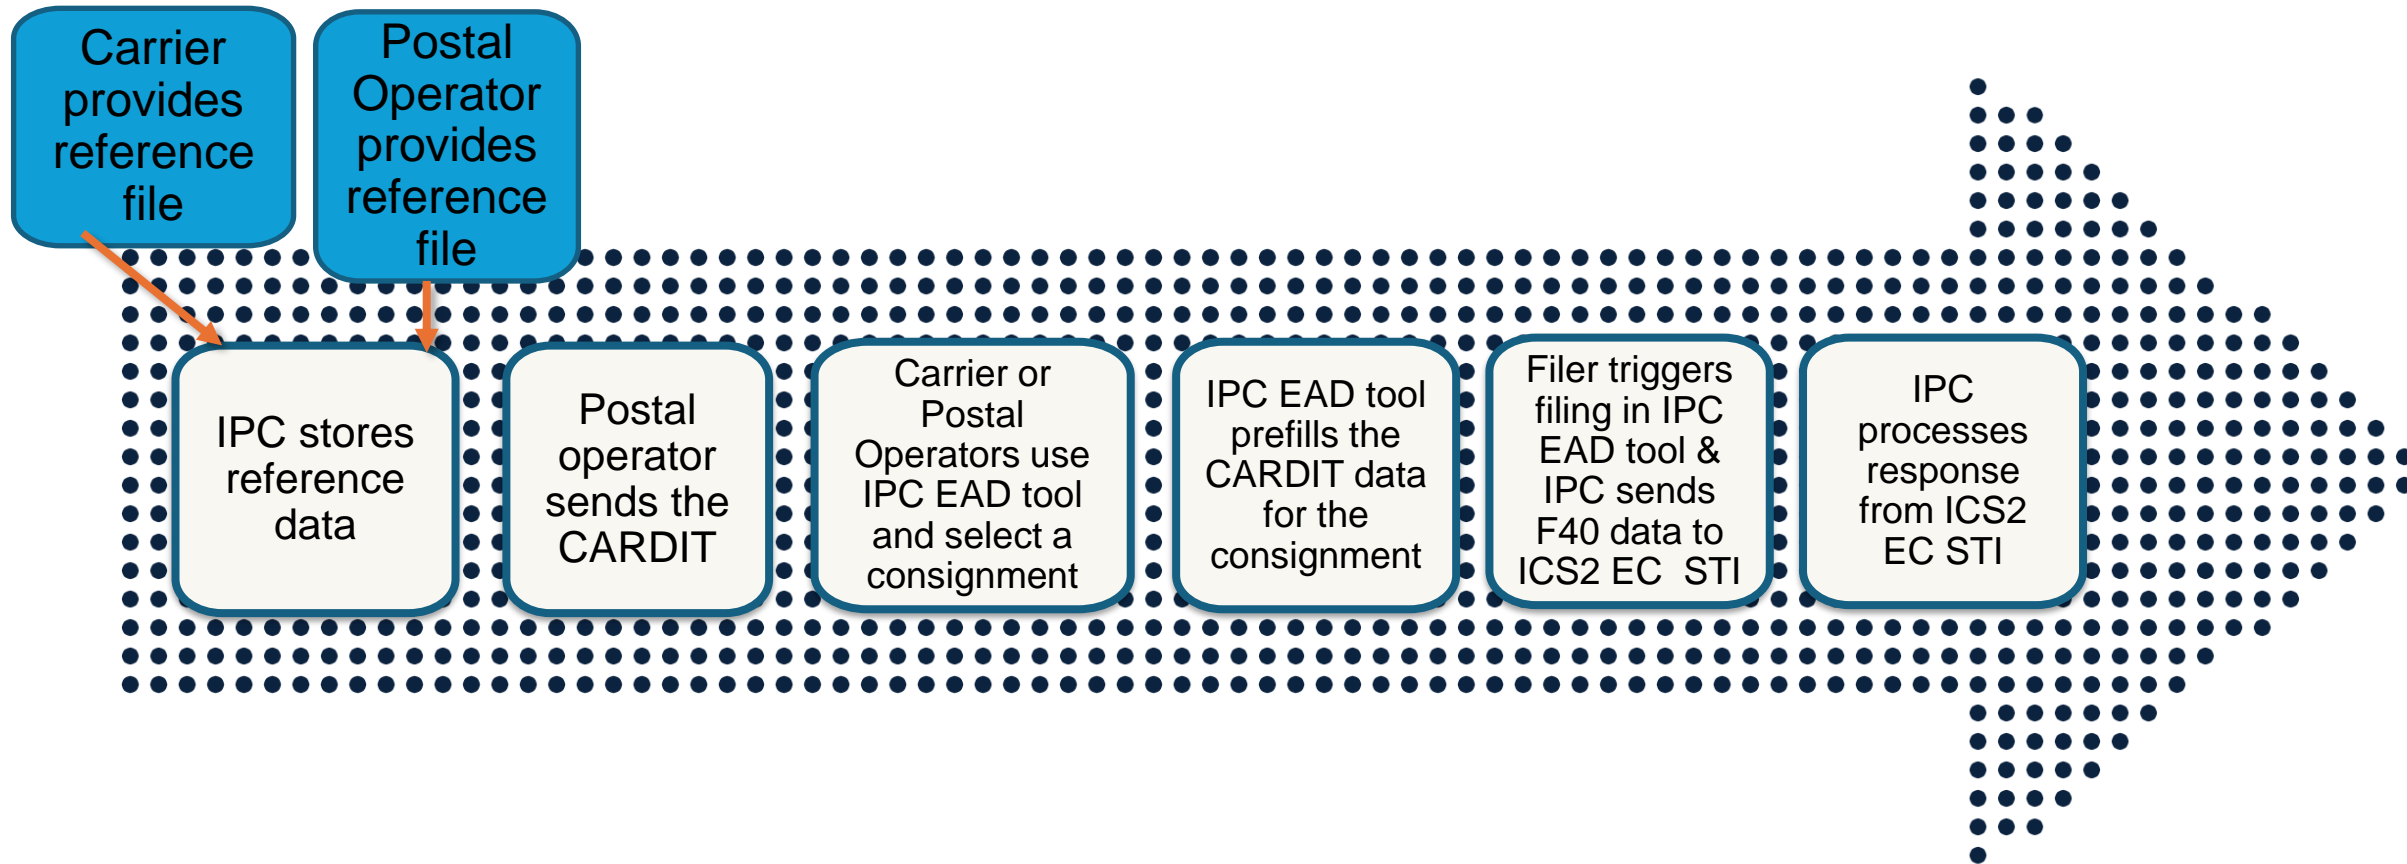 Carrier
provides
reference
file
Postal
Operator
provides
reference
file
IPC stores
reference
data
Postal
operator
sends the
CARDIT
Carrier or
Postal
Operators use
IPC EAD tool
and select a
consignment
IPC EAD tool
prefills the
CARDIT data
for the
consignment
Filer triggers
filing in IPC
EAD tool &
IPC sends
F40 data to
ICS2 EC  STI
IPC
processes
response
from ICS2
EC STI